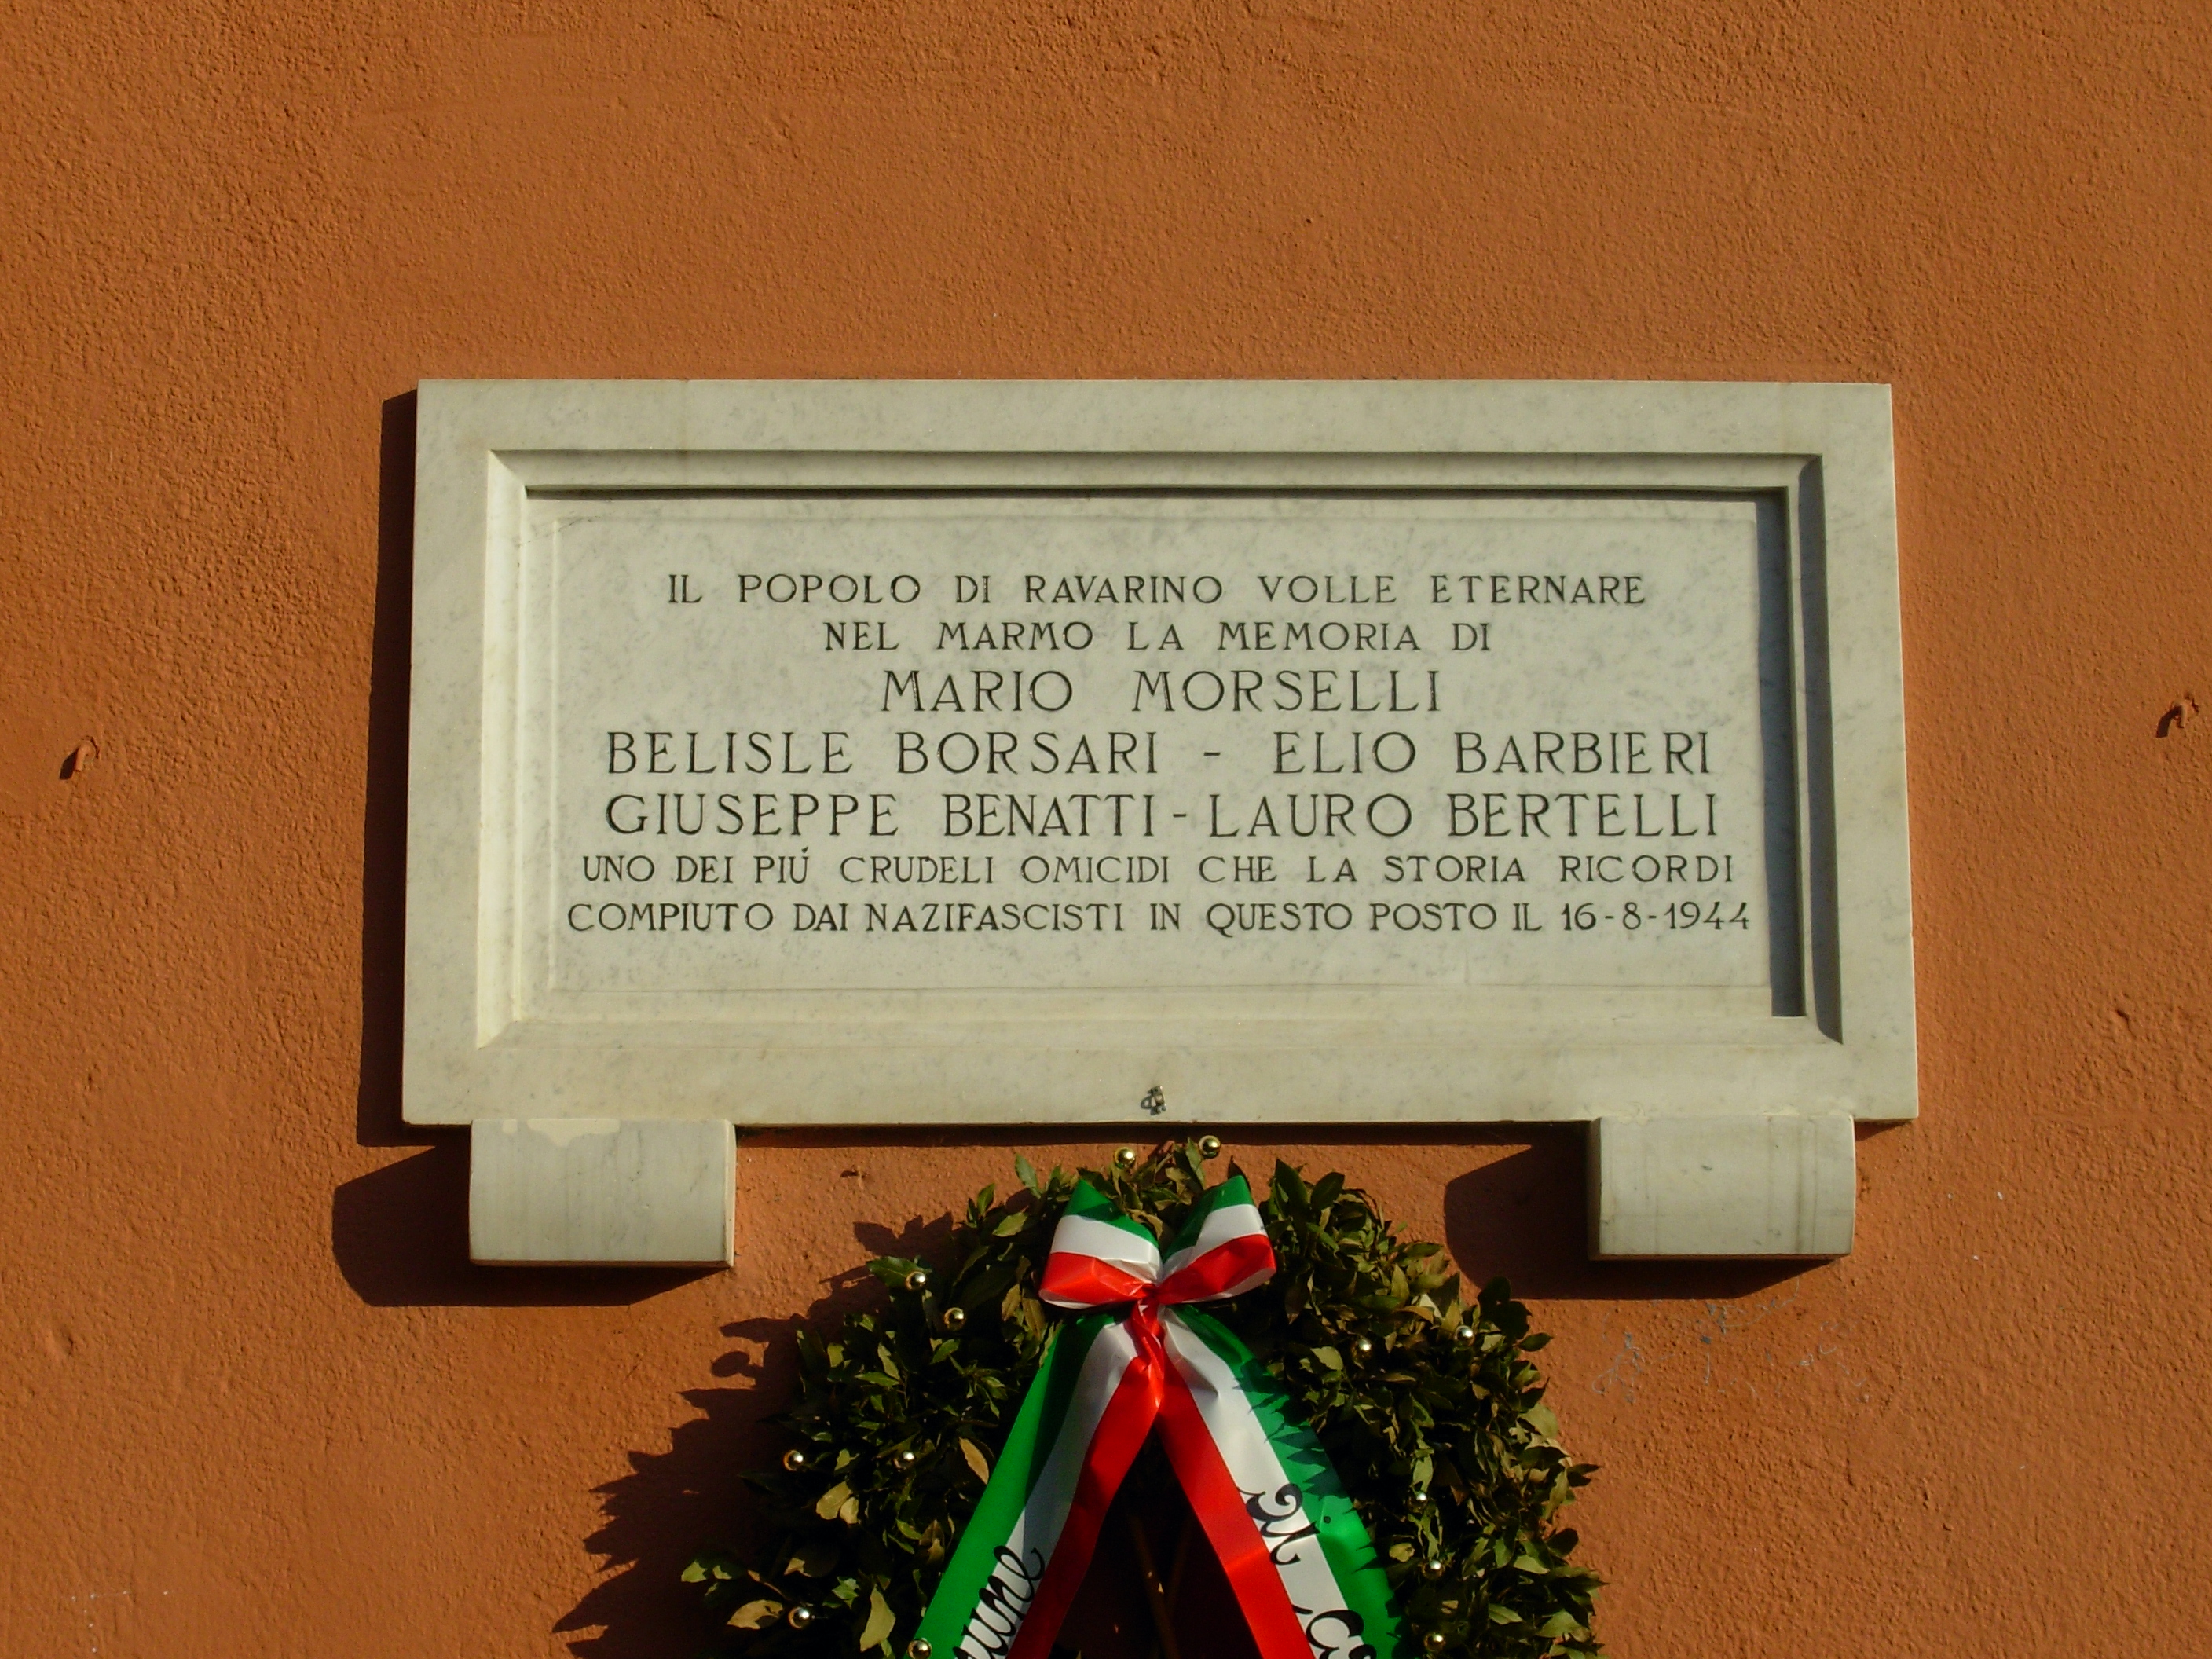 IL POPOLO DI RAVARINO VOLLE ETERNARE
NEL MARMO LA MEMORIA DI
MARIO MORSELLI
BELISLE BORSARI - ELIO BARBIERI
GIUSEPPE BENATTI - LAURO BERTELLI
UNO DEI PIÚ CRUDELI OMICIDI CHE LA STORIA RICORDI
COMPIUTO DAI NAZIFASCISTI IN QUESTO POSTO IL 16-8-1944